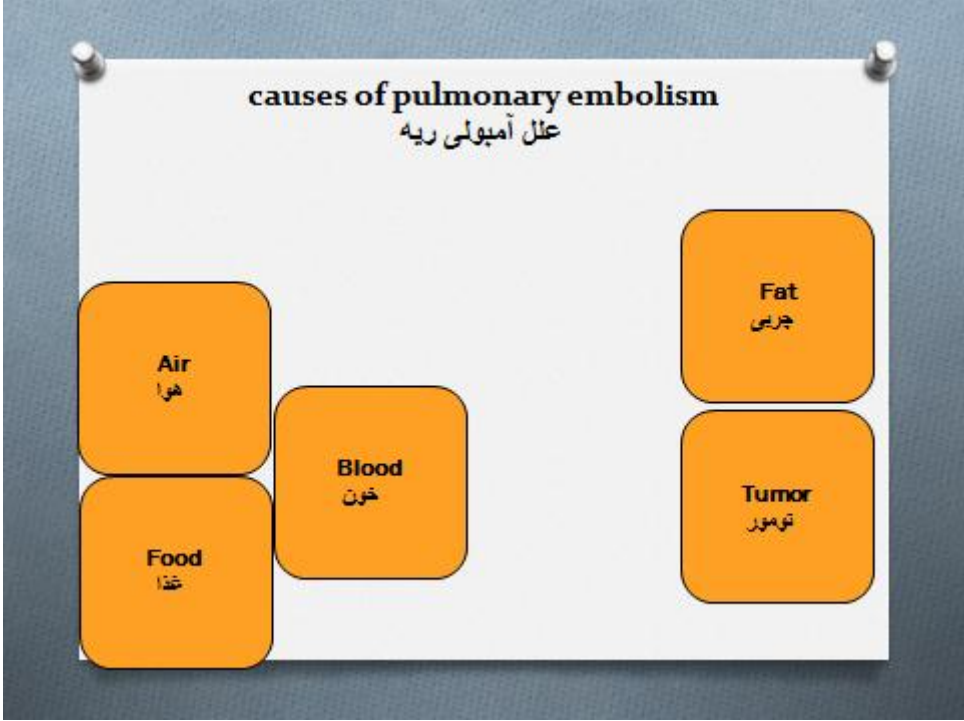 causes of pulmonary embolism
علل آمبولی ریه
Fat
چربی
Air
هوا
Blood
خون
Tumor
تومور
Food
غذا